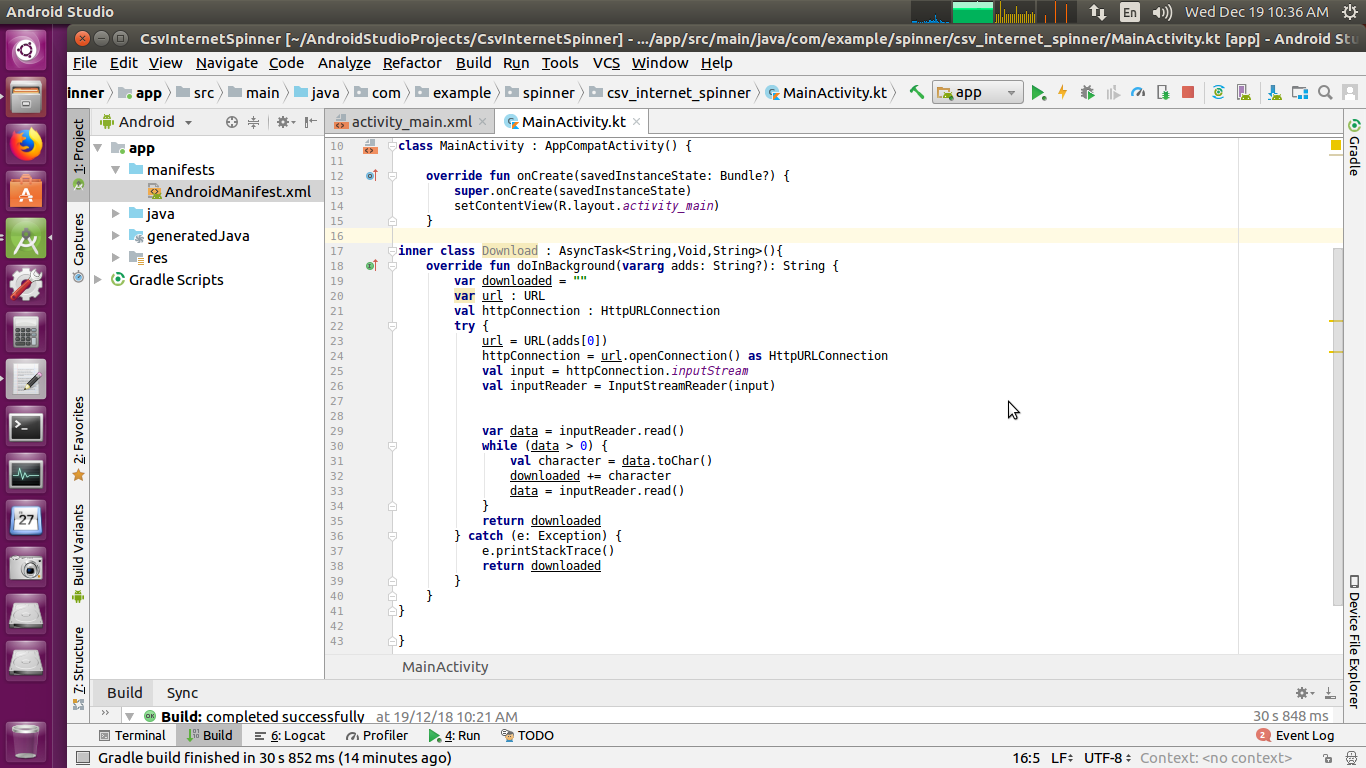 Android Studio
En
Wed Dec 19 10:36 AM
CsvInternetSpinner [~/AndroidStudioProjects/CsvInternetSpinner] - .../app/src/main/java/com/example/spinner/csv_internet_spinner/MainActivity.kt [app] - Android Stu
File Edit View Navigate Code Analyze Refactor Build Run Tools VCS Window Help
inner app src main java com example spinner csv_internet_spinner MainActivity.kt app
1: Project
Captures
2: Favorites
Build Variants
7: Structure
Android
app
manifests
AndroidManifest.xml
java
generatedJava
res
Gradle Scripts
activity_main.xml MainActivity.kt
10 class MainActivity : AppCompatActivity() {
11
12 override fun onCreate(savedInstanceState: Bundle?) {
13 super.onCreate(savedInstanceState)
14 setContentView(R.layout.activity_main)
15 }
16
17 inner class Download : AsyncTask<String,Void,String>(){
18 override fun doInBackground(vararg adds: String?): String {
19 var downloaded = ""
20 var url : URL
21 val httpConnection : HttpURLConnection
22 try {
23 url = URL(adds[0])
24 httpConnection = url.openConnection() as HttpURLConnection
25 val input = httpConnection.inputStream
26 val inputReader = InputStreamReader(input)
27
28
29 var data = inputReader.read()
30 while (data > 0) {
31 val character = data.toChar()
32 downloaded += character
33 data = inputReader.read()
34 }
35 return downloaded
36 } catch (e: Exception) {
37 e.printStackTrace()
38 return downloaded
39 }
40 }
41 }
42
43 }
MainActivity
Gradle
Device File Explorer
27
Build Sync
OK Build: completed successfully at 19/12/18 10:21 AM 30 s 848 ms
Terminal Build 6: Logcat Profiler 4: Run TODO 2 Event Log
Gradle build finished in 30 s 852 ms (14 minutes ago) 16:5 LF UTF-8 Context: <no context>